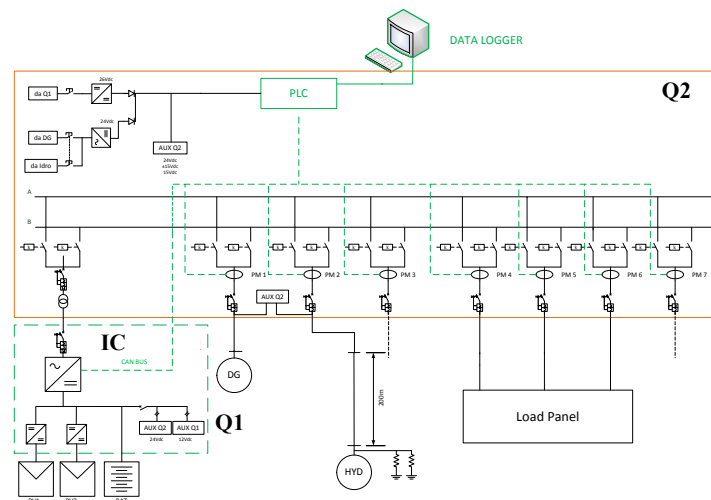 DATA LOGGER
Q2
26Vdc
da Q1
PLC
24Vdc
da DG
AUX Q2
da Idro
24Vdc
±15Vdc
15Vdc
A
B
PM 1
PM 2
PM 3
PM 4
PM 5
PM 6
PM 7
AUX Q2
IC
CAN BUS
DG
200m
Q1
Load Panel
AUX Q2
AUX Q1
24Vdc
12Vdc
HYD